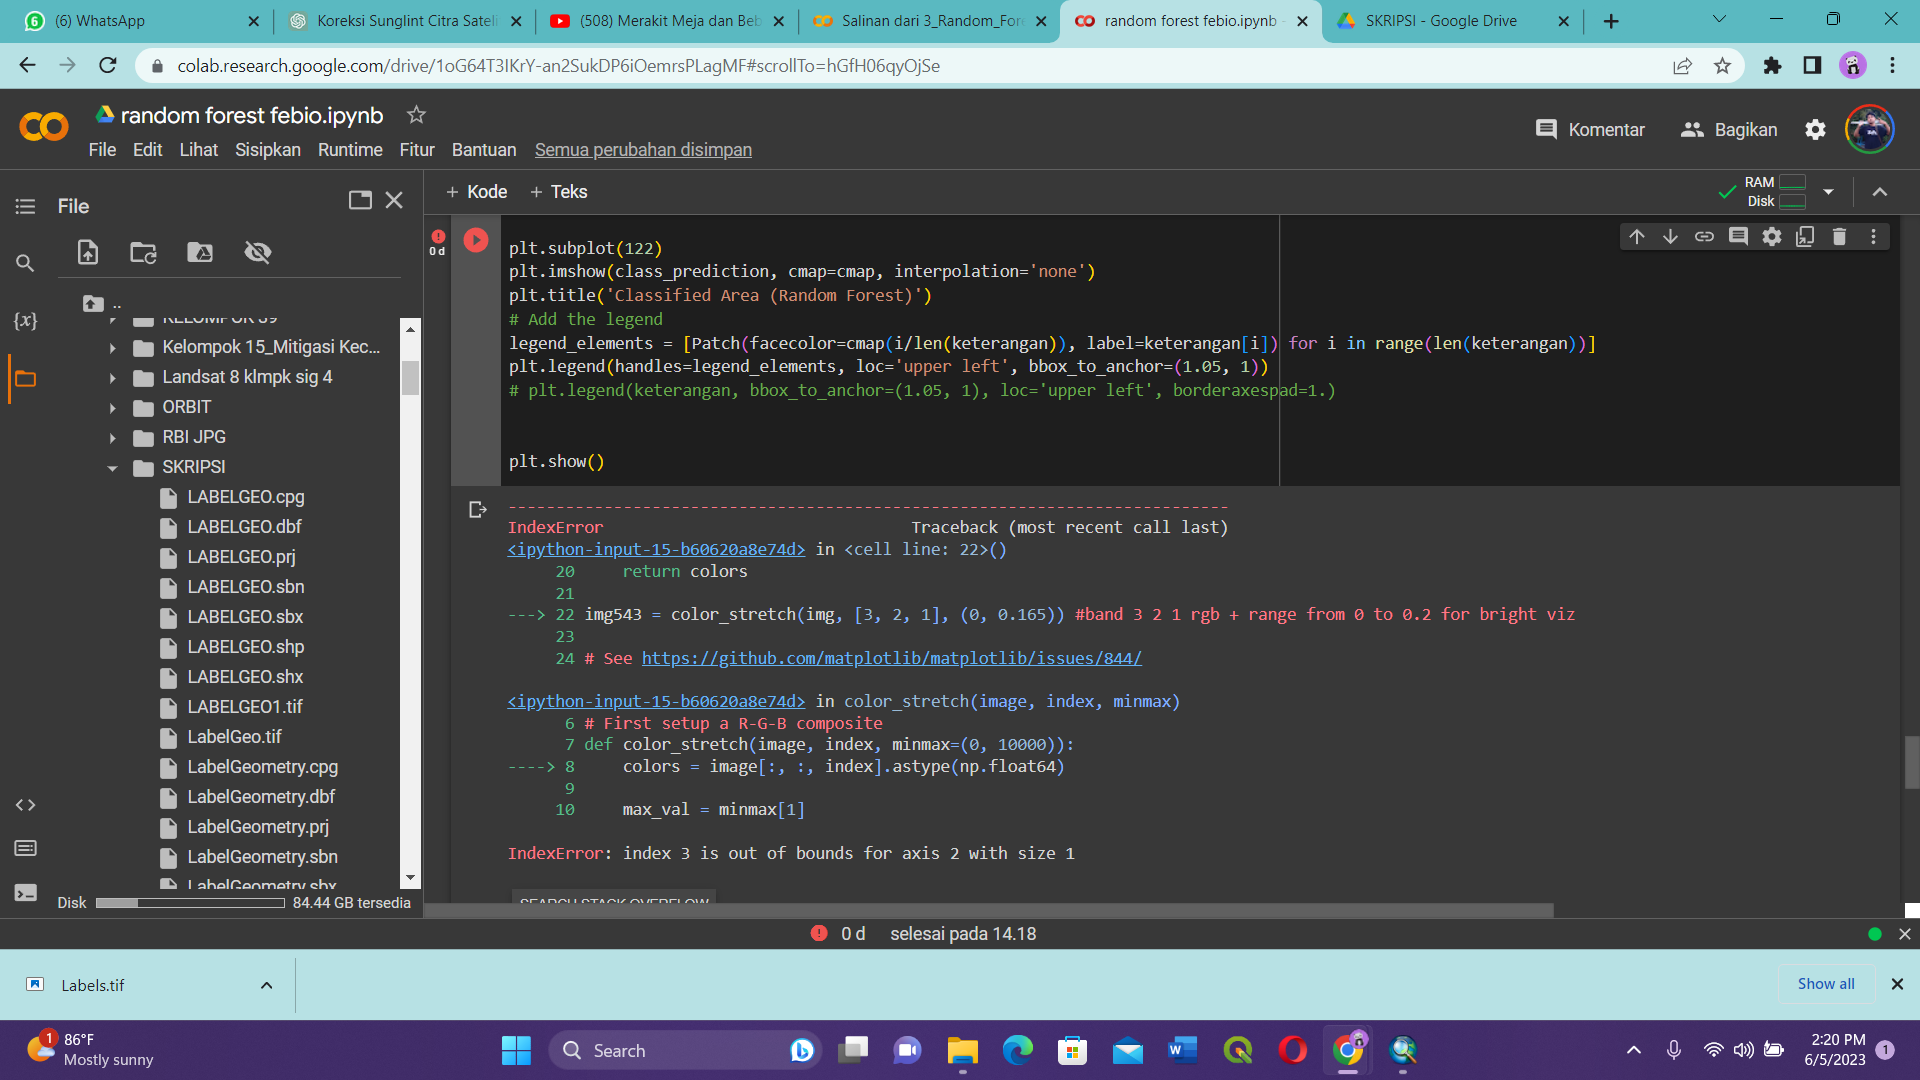 (6) WhatsApp
Koreksi Sunglint Citra Sateli
(508) Merakit Meja dan Beb
Salinan dari 3_Random_Fore
random forest febio.ipynb -
SKRIPSI - Google Drive
colab.research.google.com/drive/1oG64T3IKrY-an2SukDP6iOemrsPLagMF#scrollTo=hGfH06qyOjSe
random forest febio.ipynb
File Edit Lihat Sisipkan Runtime Fitur Bantuan Semua perubahan disimpan
Komentar
Bagikan
File
+ Kode + Teks
RAM
Disk
..
KELOMPOK 39
Kelompok 15_Mitigasi Kec...
Landsat 8 klmpk sig 4
ORBIT
RBI JPG
SKRIPSI
LABELGEO.cpg
LABELGEO.dbf
LABELGEO.prj
LABELGEO.sbn
LABELGEO.sbx
LABELGEO.shp
LABELGEO.shx
LABELGEO1.tif
LabelGeo.tif
LabelGeometry.cpg
LabelGeometry.dbf
LabelGeometry.prj
LabelGeometry.sbn
LabelGeometry.sbx
Disk 84.44 GB tersedia
0 d
plt.subplot(122)
plt.imshow(class_prediction, cmap=cmap, interpolation='none')
plt.title('Classified Area (Random Forest)')
# Add the legend
legend_elements = [Patch(facecolor=cmap(i/len(keterangan)), label=keterangan[i]) for i in range(len(keterangan))]
plt.legend(handles=legend_elements, loc='upper left', bbox_to_anchor=(1.05, 1))
# plt.legend(keterangan, bbox_to_anchor=(1.05, 1), loc='upper left', borderaxespad=1.)
plt.show()
---------------------------------------------------------------------------
IndexError Traceback (most recent call last)
<ipython-input-15-b60620a8e74d> in <cell line: 22>()
20 return colors
21
---> 22 img543 = color_stretch(img, [3, 2, 1], (0, 0.165)) #band 3 2 1 rgb + range from 0 to 0.2 for bright viz
23
24 # See https://github.com/matplotlib/matplotlib/issues/844/
<ipython-input-15-b60620a8e74d> in color_stretch(image, index, minmax)
6 # First setup a R-G-B composite
7 def color_stretch(image, index, minmax=(0, 10000)):
----> 8 colors = image[:, :, index].astype(np.float64)
9
10 max_val = minmax[1]
IndexError: index 3 is out of bounds for axis 2 with size 1
SEARCH STACK OVERFLOW
0 d selesai pada 14.18
Labels.tif
Show all
1
86°F
Mostly sunny
Search
2:20 PM
6/5/2023
1